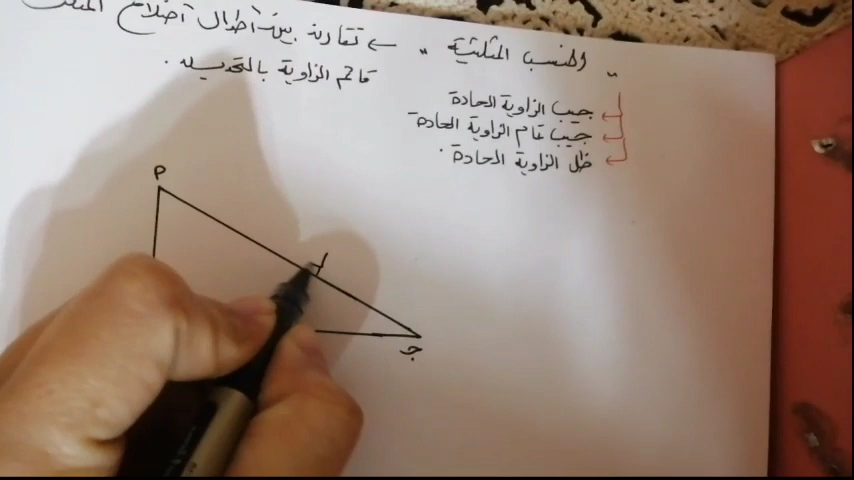 " النسب المثلثية " ← تقارنة بين أطوال أضلاع المثلث
قائم الزاوية بالتحديد.
جيب الزاوية الحادة
جيب تمام الزاوية الحادة
ظل الزاوية الحادة.
م
جـ